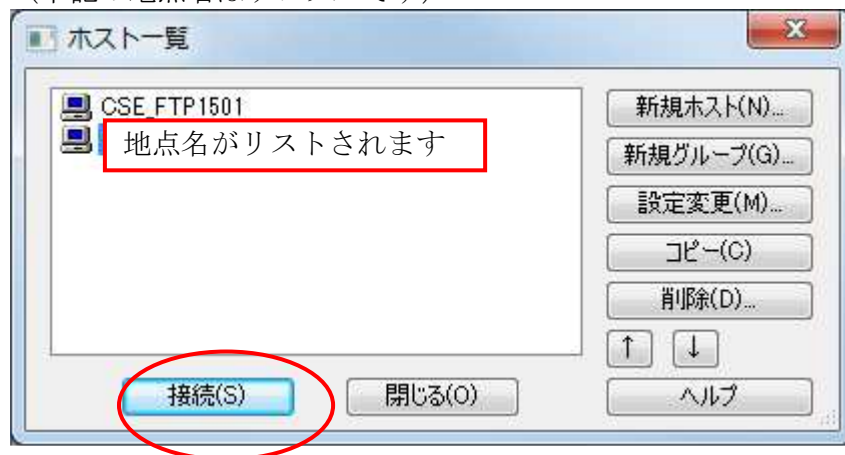 ホスト一覧
CSE_FTP1501
地点名がリストされます
新規ホスト(N)...
新規グループ(G)...
設定変更(M)...
コピー(C)
削除(D)...
↑ ↓
接続(S) 閉じる(O) ヘルプ